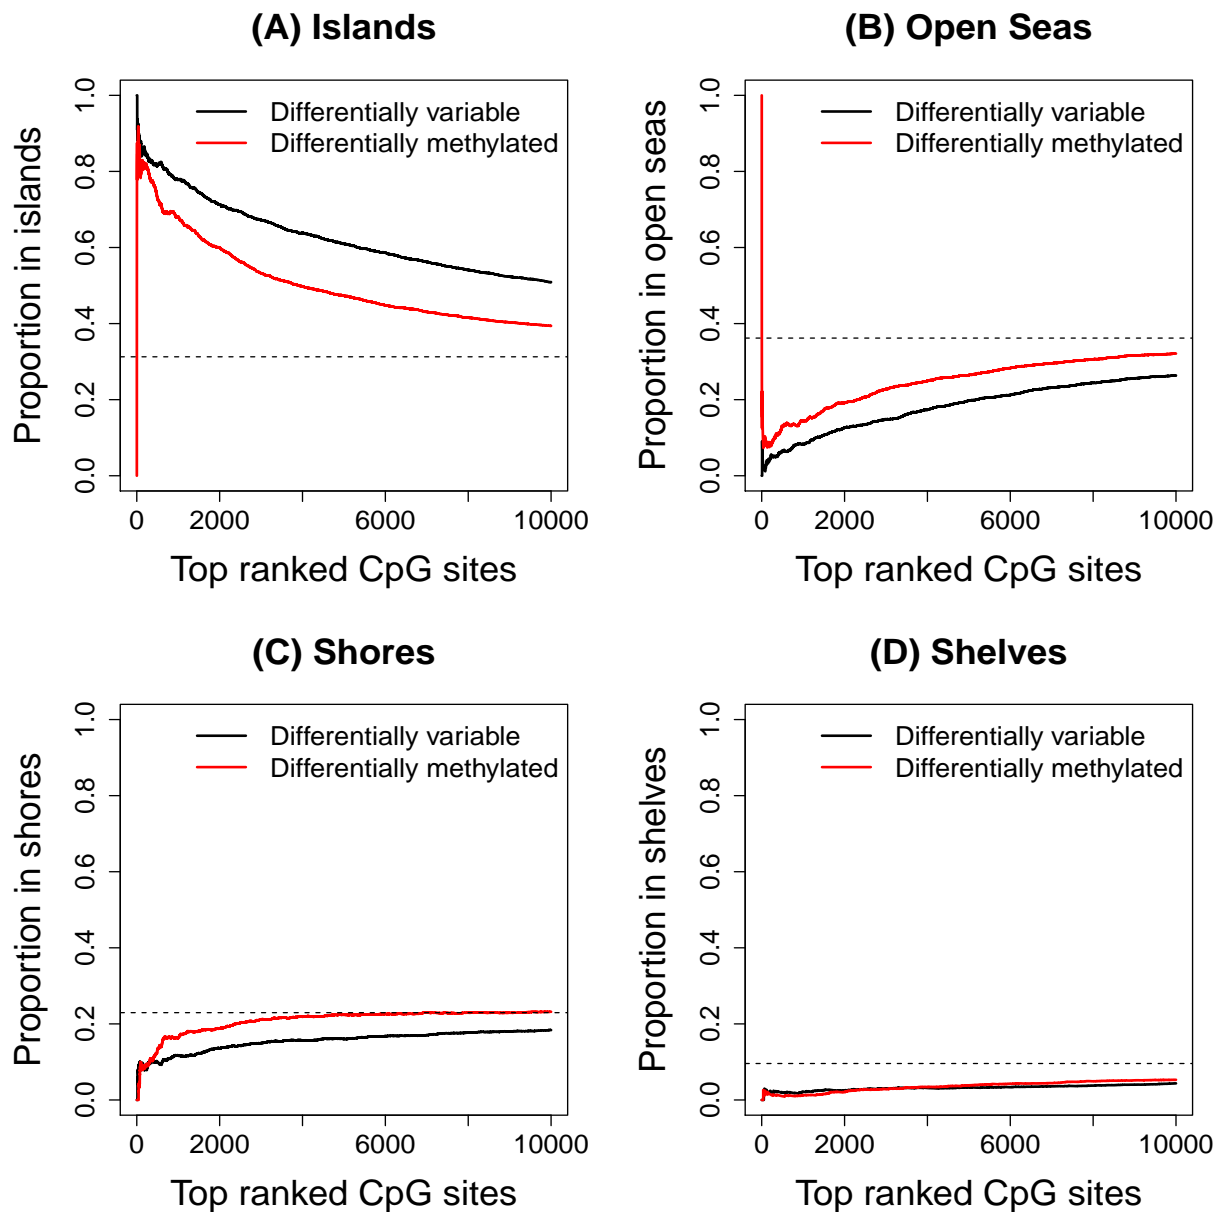 (A) Islands
Proportion in islands
1.0
0.8
0.6
0.4
0.2
0.0
Differentially variable
Differentially methylated
0 2000 6000 10000
Top ranked CpG sites
(B) Open Seas
Proportion in open seas
1.0
0.8
0.6
0.4
0.2
0.0
Differentially variable
Differentially methylated
0 2000 6000 10000
Top ranked CpG sites
(C) Shores
Proportion in shores
1.0
0.8
0.6
0.4
0.2
0.0
Differentially variable
Differentially methylated
0 2000 6000 10000
Top ranked CpG sites
(D) Shelves
Proportion in shelves
1.0
0.8
0.6
0.4
0.2
0.0
Differentially variable
Differentially methylated
0 2000 6000 10000
Top ranked CpG sites